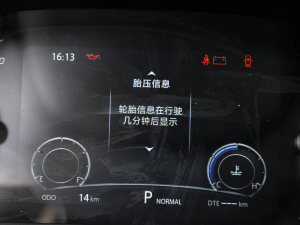 16:13
胎压信息
轮胎信息在行驶
几分钟后显示
E F
C H
ODO 14 km
P NORMAL
DTE ---- km